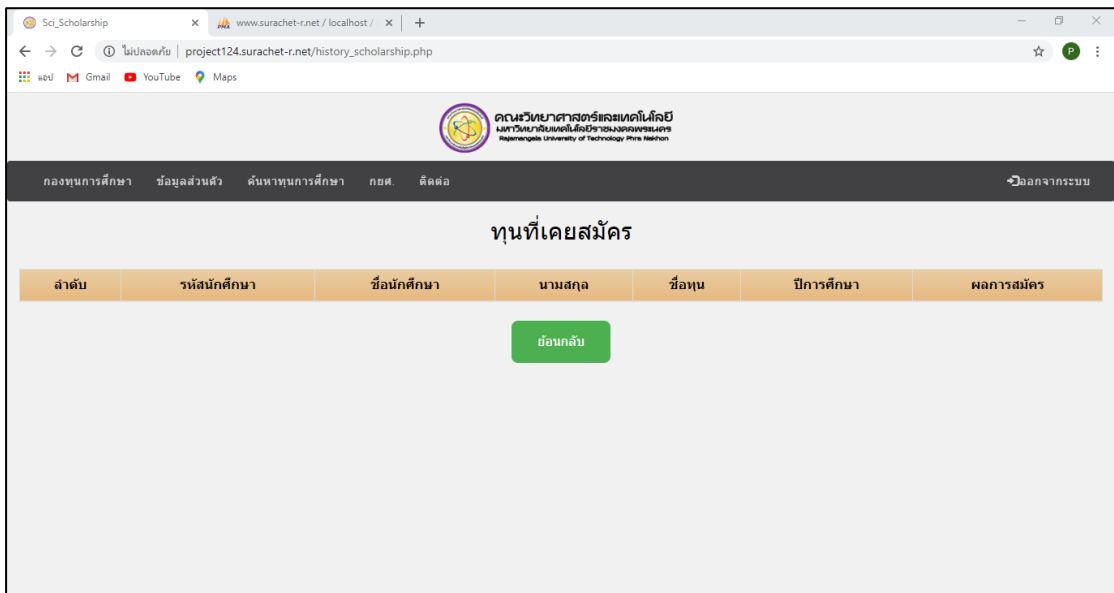 Sci_Scholarship
www.surachet-r.net / localhost /
ไม่ปลอดภัย | project124.surachet-r.net/history_scholarship.php
P
แอป Gmail YouTube Maps
คณะวิทยาศาสตร์และเทคโนโลยี
มหาวิทยาลัยเทคโนโลยีราชมงคลพระนคร
Rajamangala University of Technology Phra Nakhon
กองทุนการศึกษา ข้อมูลส่วนตัว ค้นหาทุนการศึกษา กยศ. ติดต่อ ออกจากระบบ
ทุนที่เคยสมัคร
ลำดับ รหัสนักศึกษา ชื่อนักศึกษา นามสกุล ชื่อทุน ปีการศึกษา ผลการสมัคร
ย้อนกลับ